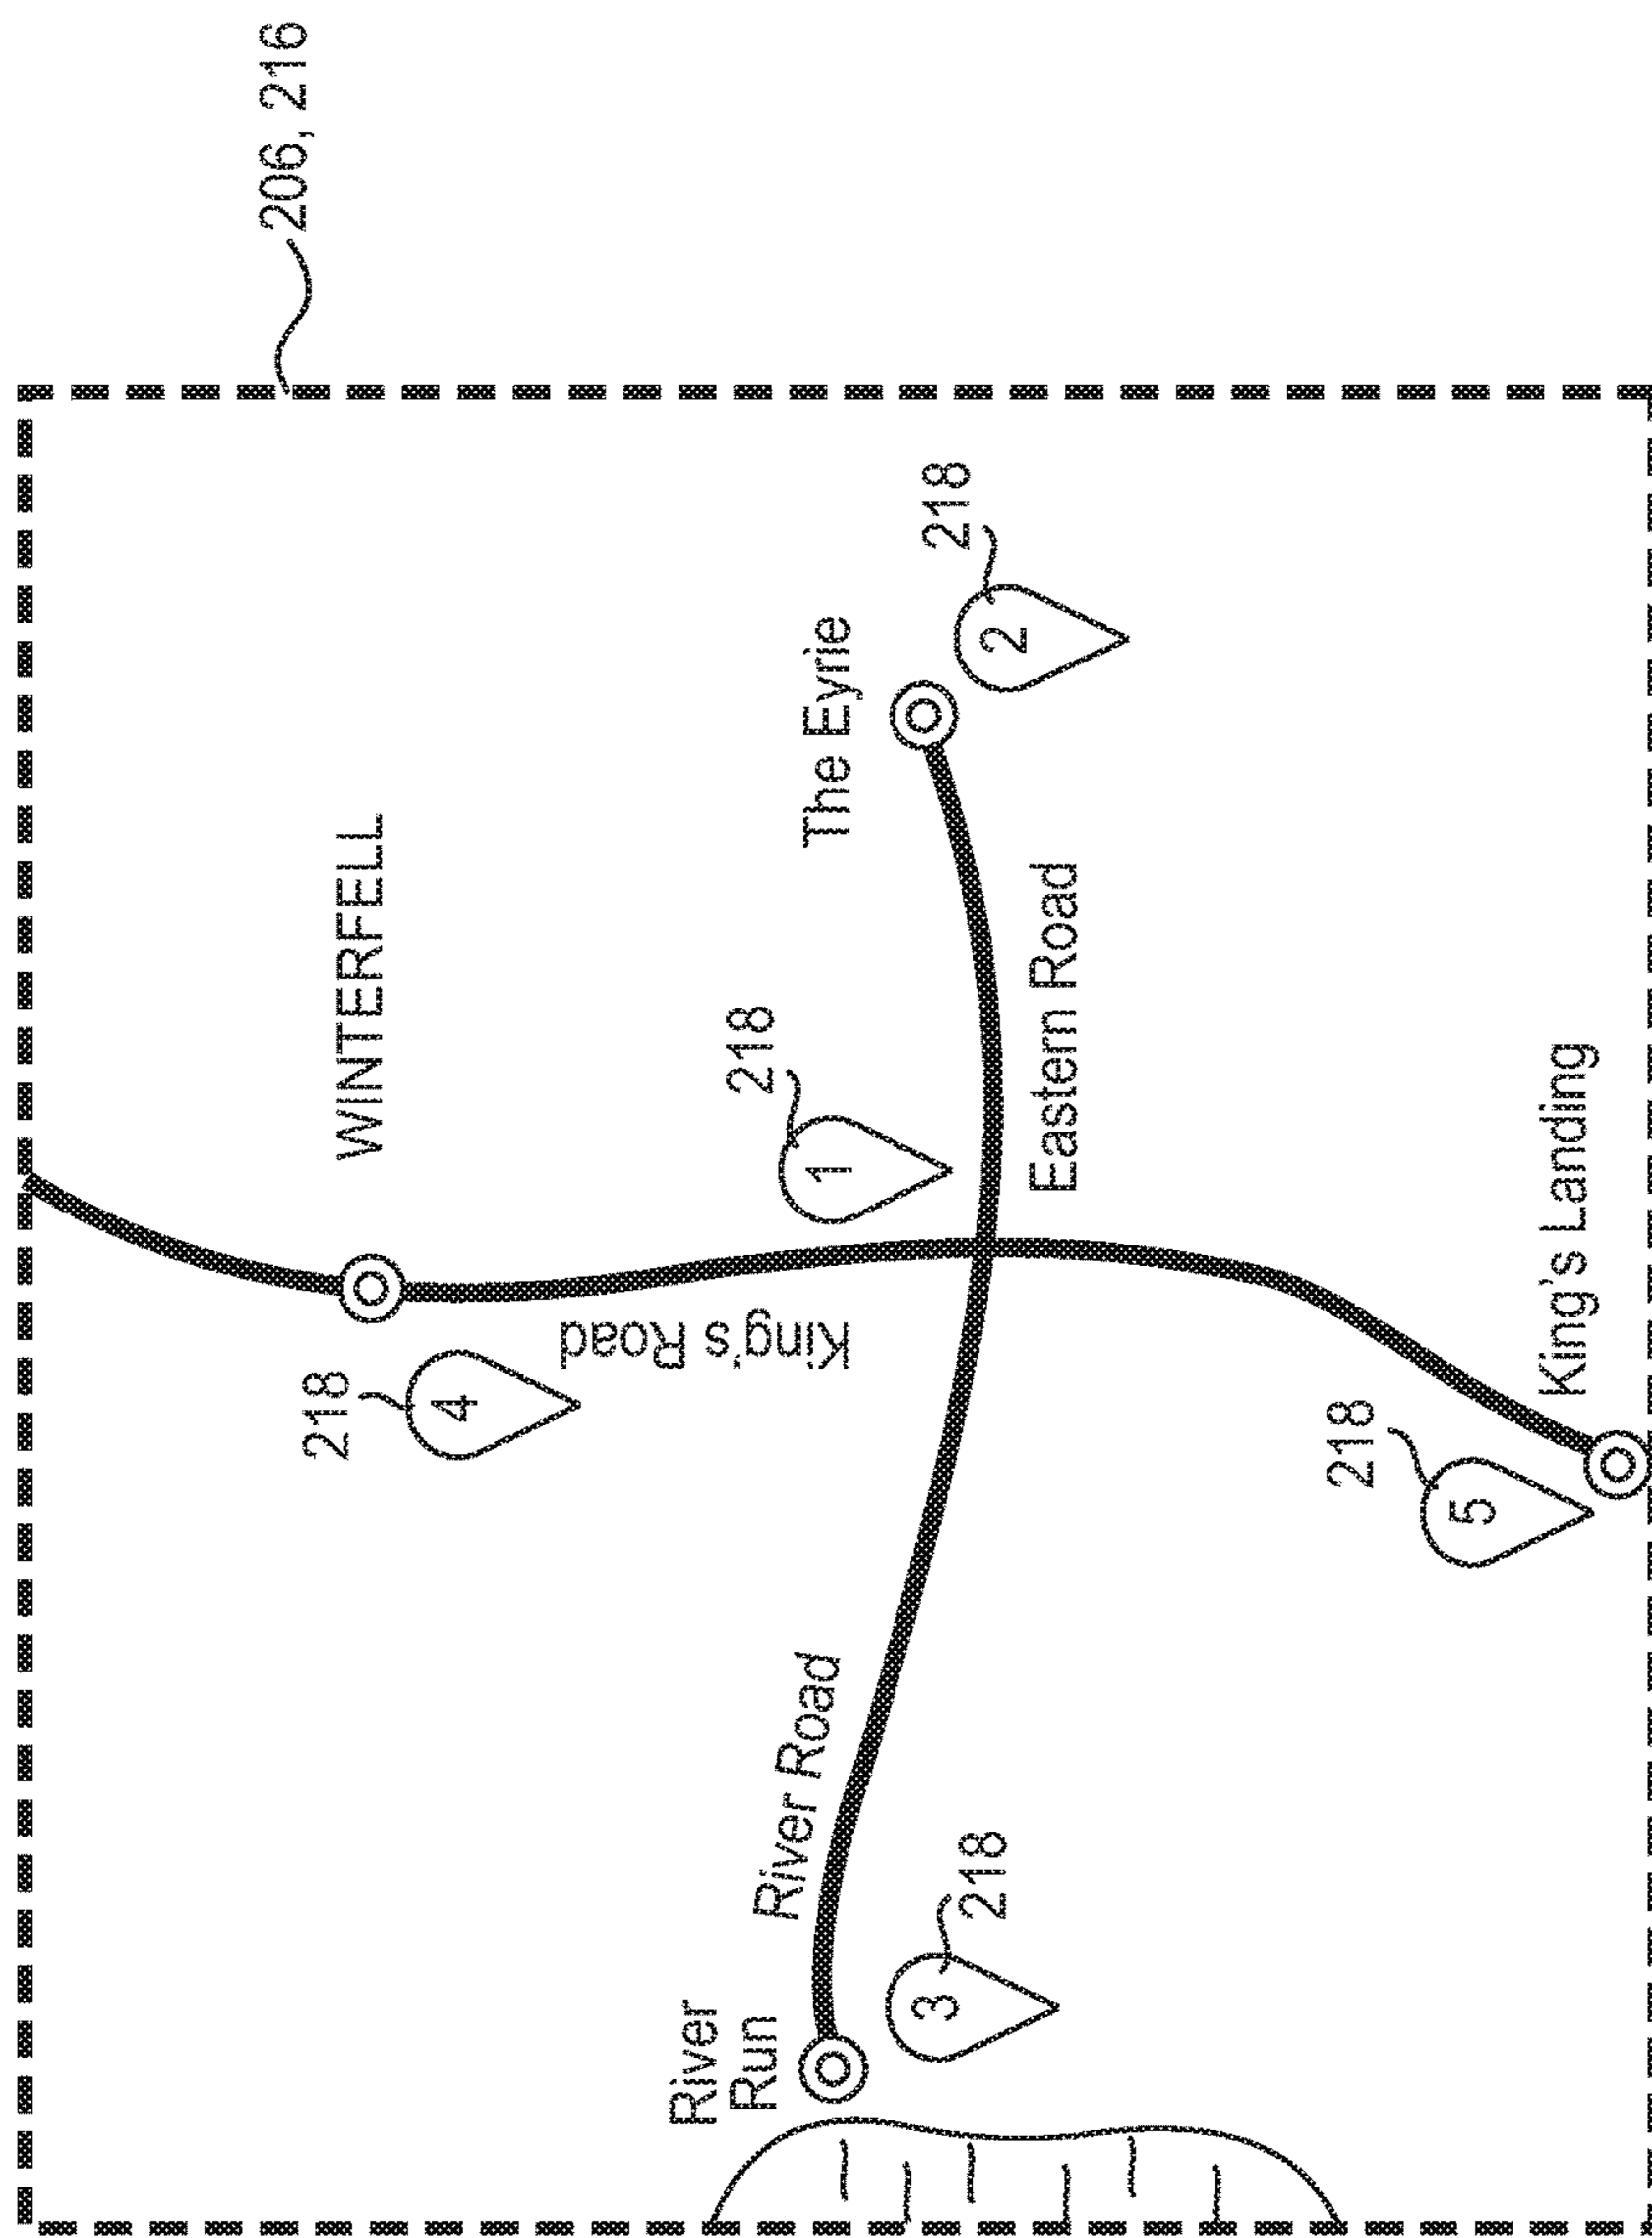 206, 216
218
WINTERFELL
4
King's Road
River
Run
River Road
218
1
The Eyrie
218
2
3
218
Eastern Road
218
5
King's Landing